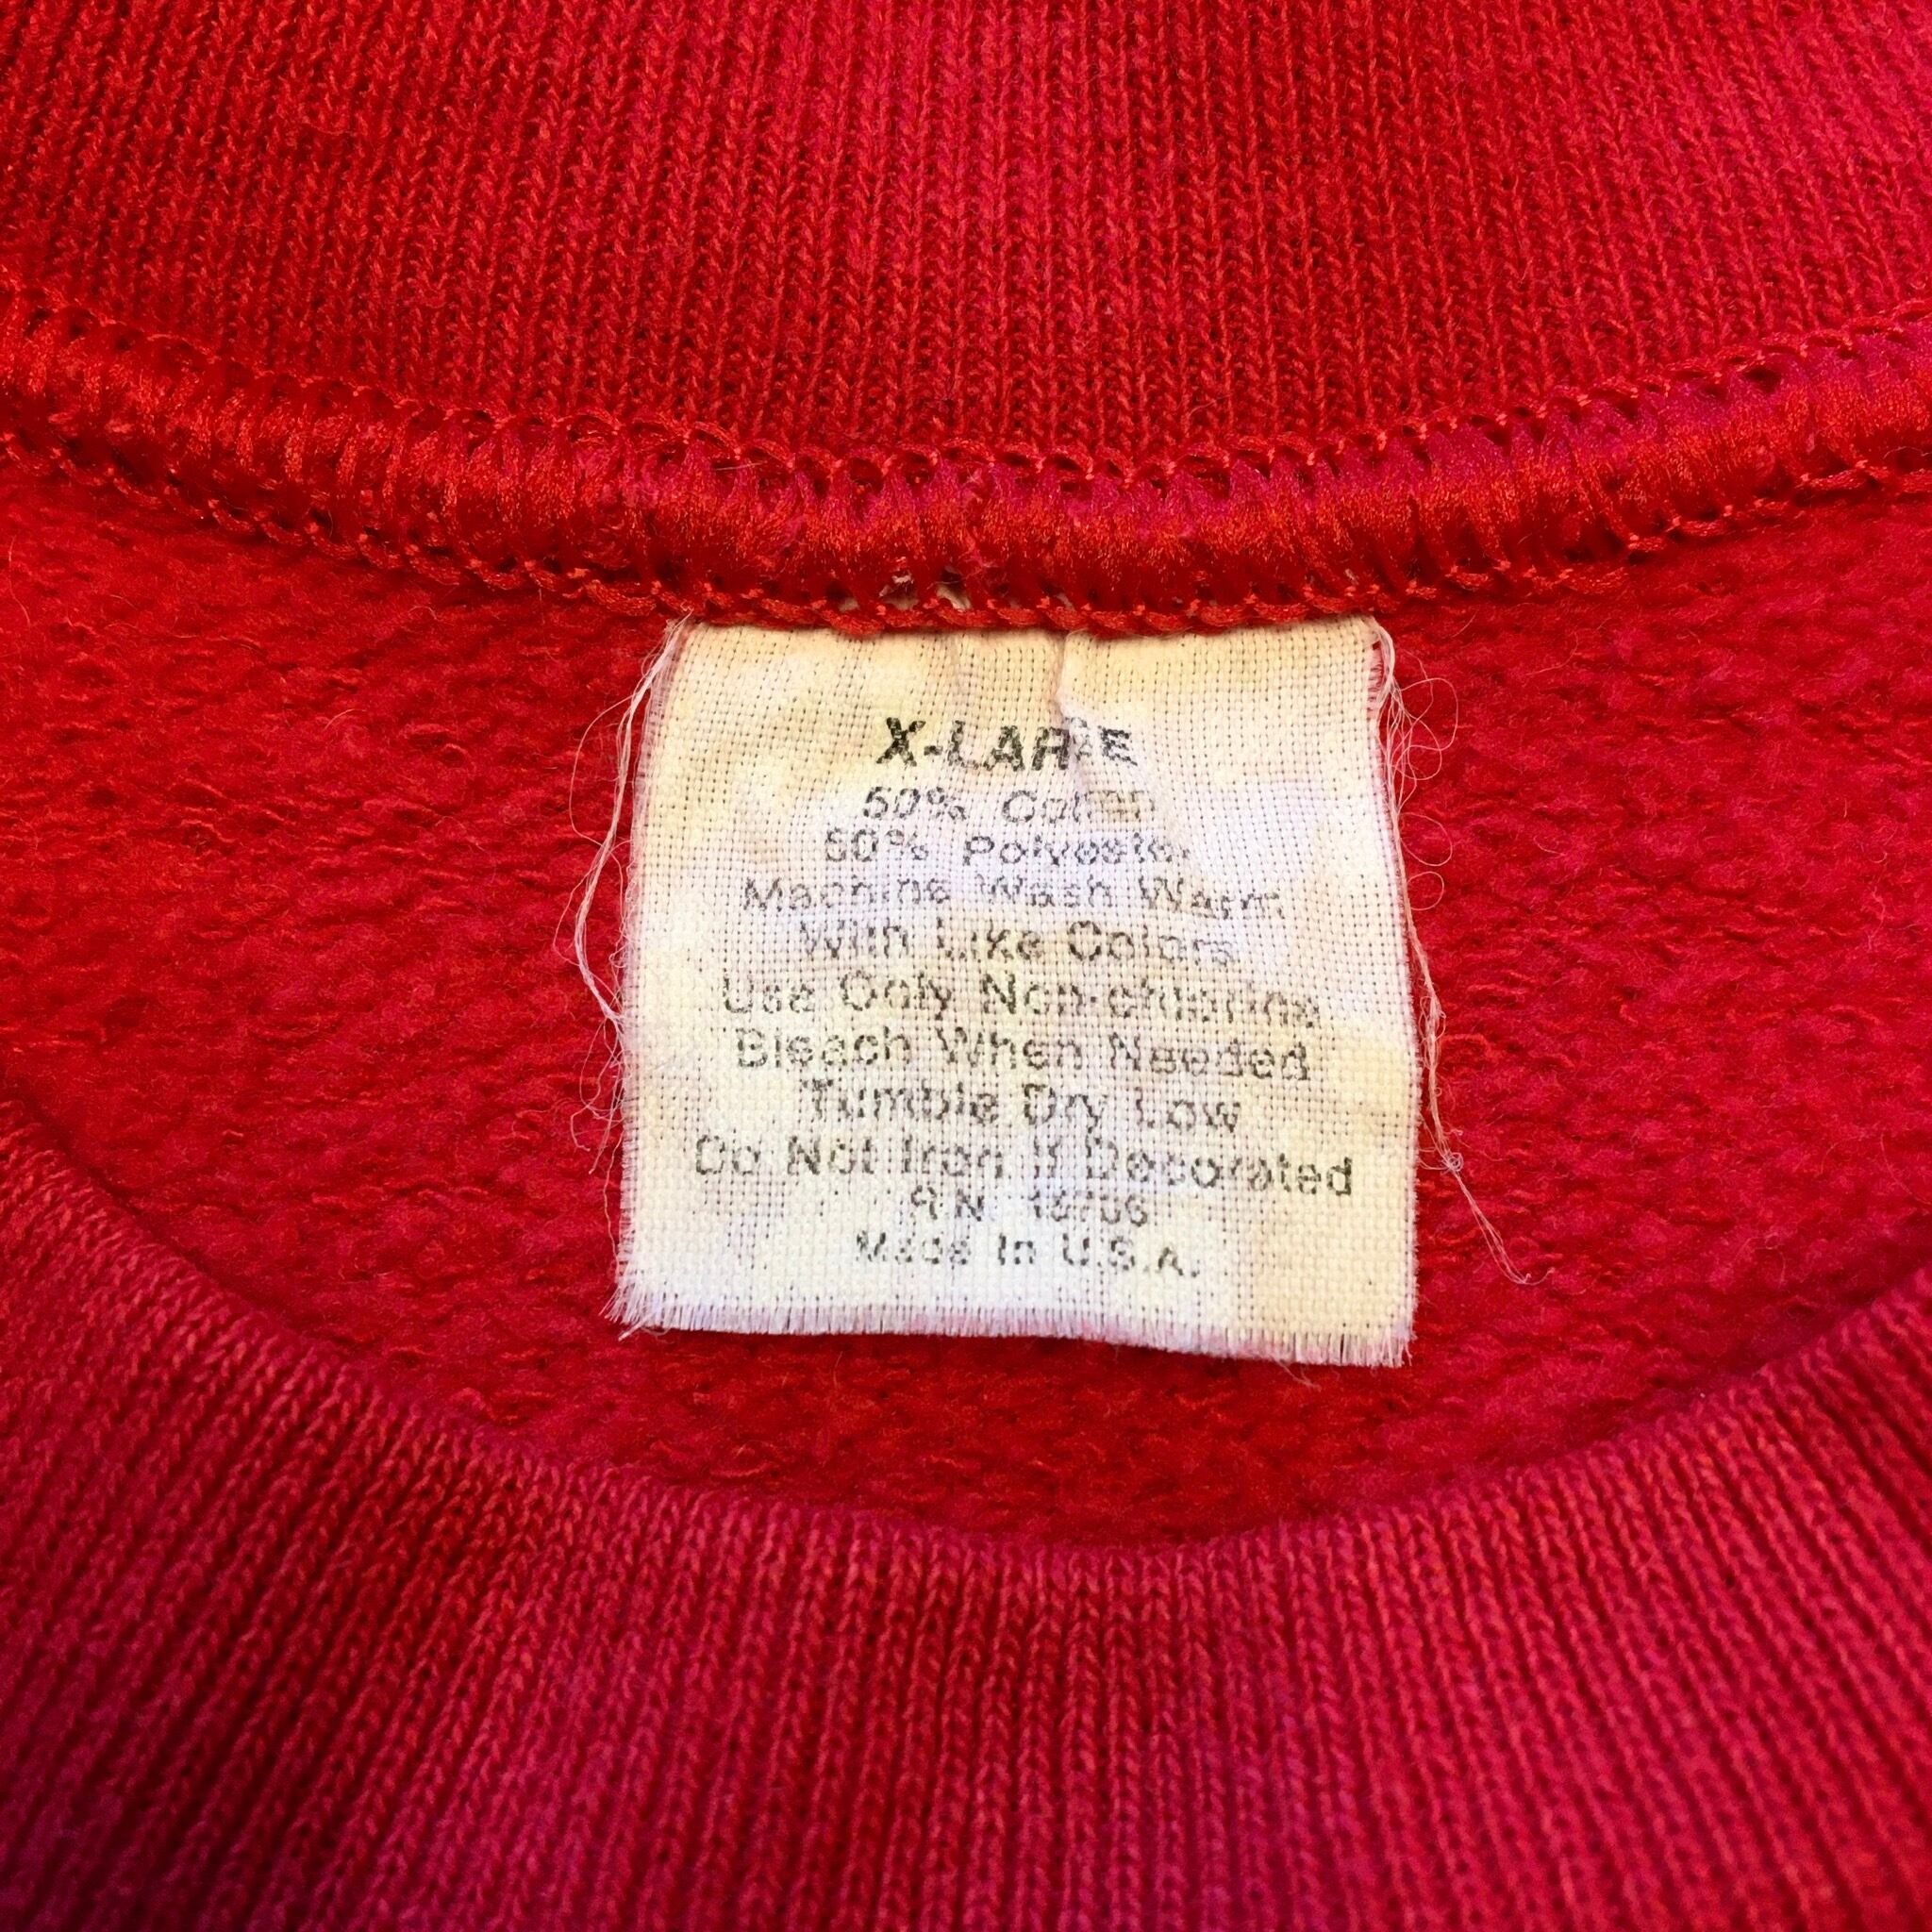 X-LARGE
50% Cotton
50% Polyester
Machine Wash Warm
With Like Colors
Use Only Non-chlorine
Bleach When Needed
Tumble Dry Low
Do Not Iron If Decorated
RN
Made In U.S.A.